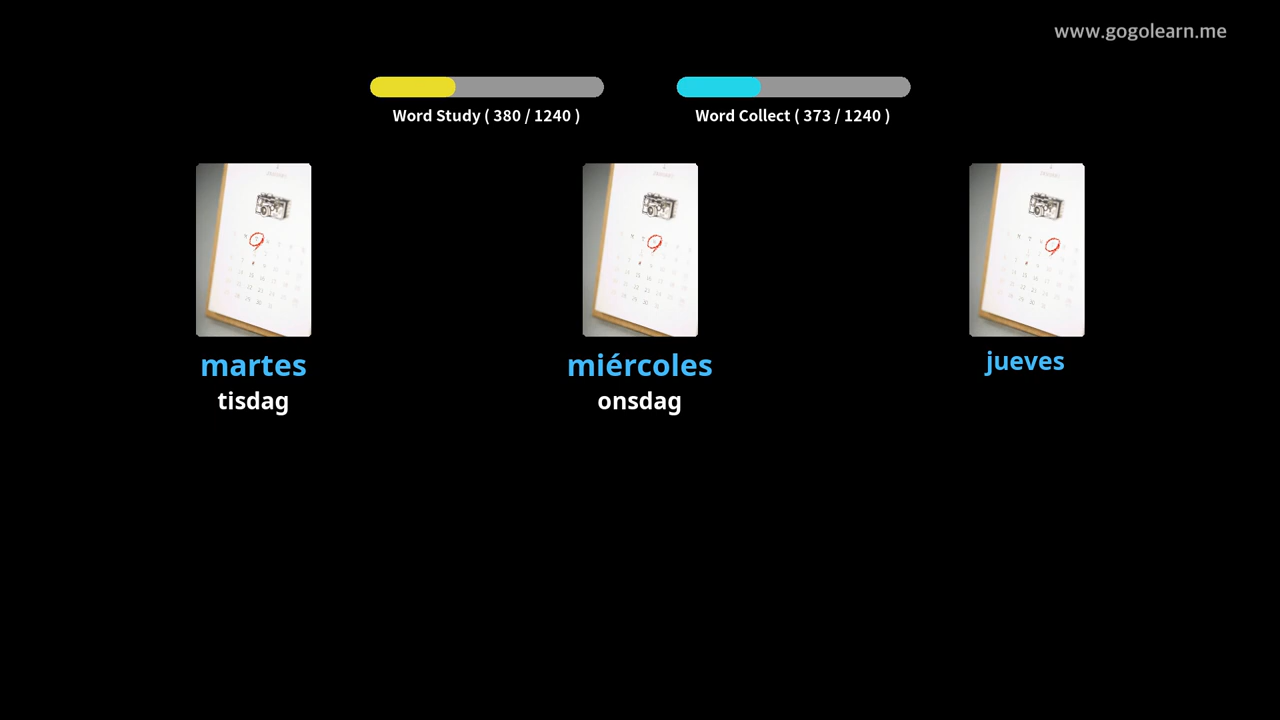 www.gogolearn.me
Word Study ( 380 / 1240 )
Word Collect ( 373 / 1240 )
martes
tisdag
miércoles
onsdag
jueves